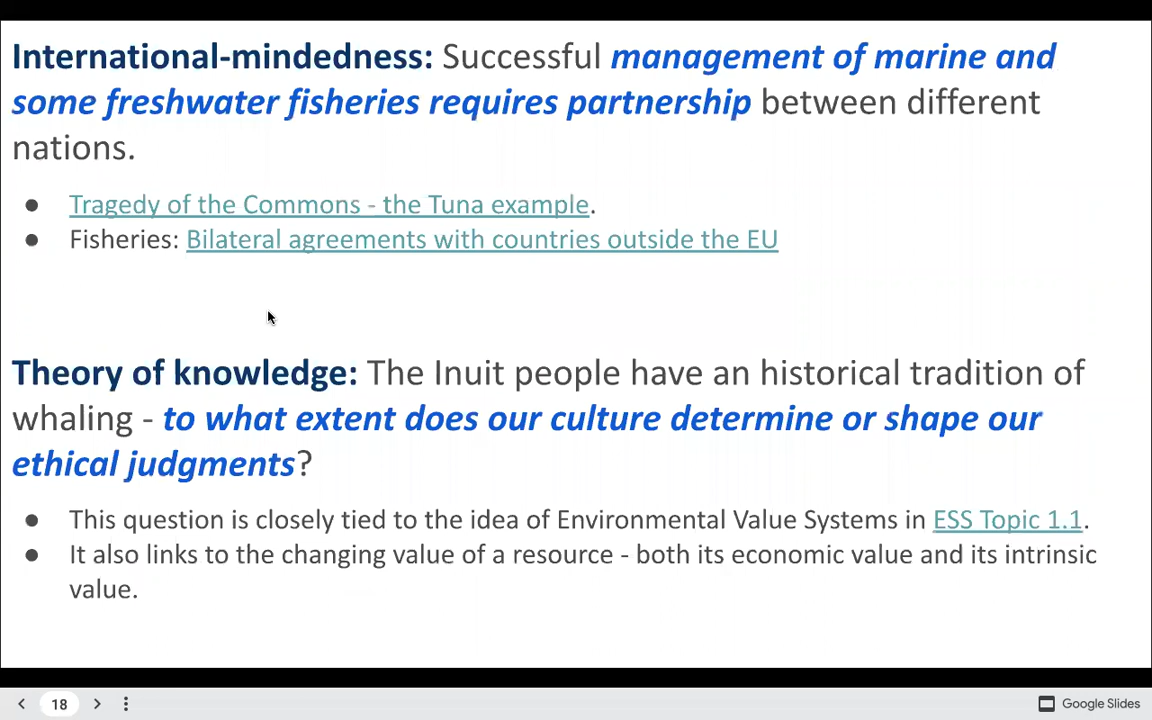 International-mindedness: Successful management of marine and
some freshwater fisheries requires partnership between different
nations.
● Tragedy of the Commons - the Tuna example.
● Fisheries: Bilateral agreements with countries outside the EU
Theory of knowledge: The Inuit people have an historical tradition of
whaling - to what extent does our culture determine or shape our
ethical judgments?
● This question is closely tied to the idea of Environmental Value Systems in ESS Topic 1.1.
● It also links to the changing value of a resource - both its economic value and its intrinsic
value.
18
Google Slides